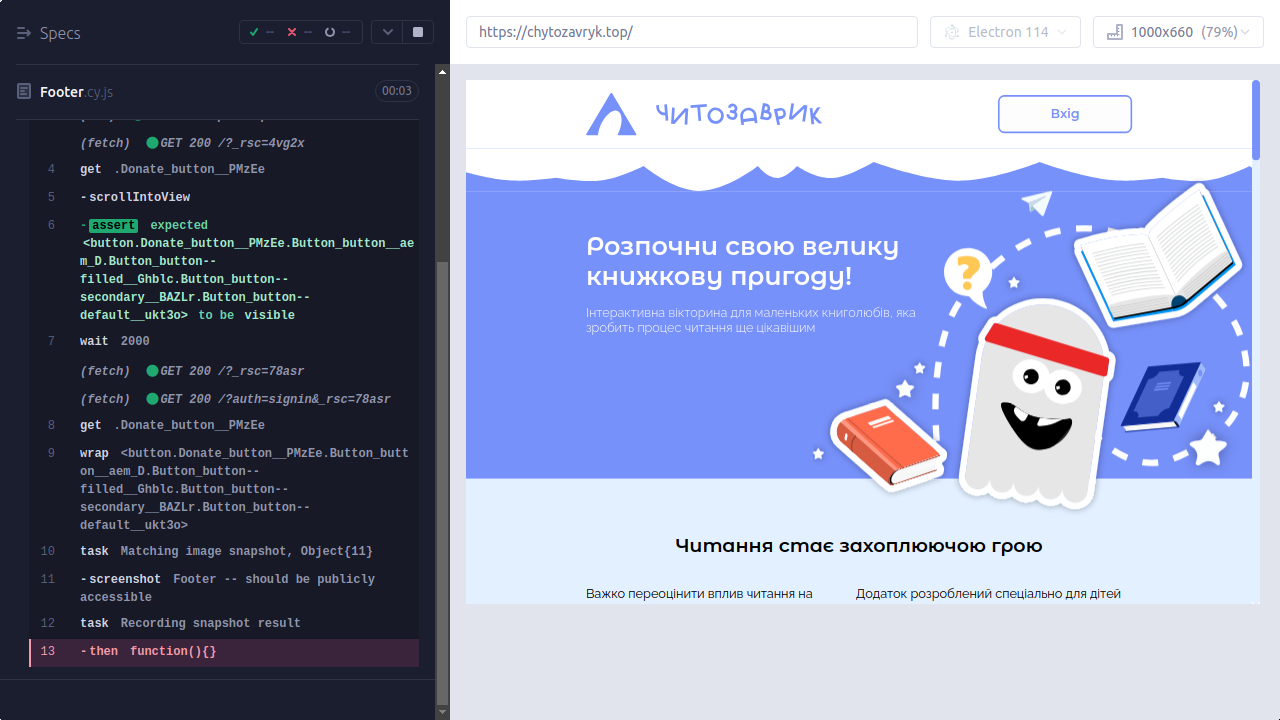 Specs
--
--
--
https://chytozavryk.top/
Electron 114
1000x660 (79%)
Footer.cy.js
00:03
(fetch) GET 200 /?_rsc=4vg2x
4 get .Donate_button__PMzEe
5 -scrollIntoView
6 -assert expected
<button.Donate_button__PMzEe.Button_button__ae
m_D.Button_button--
filled__Ghblc.Button_button--
secondary__BAZLr.Button_button--
default__ukt3o> to be visible
7 wait 2000
(fetch) GET 200 /?_rsc=78asr
(fetch) GET 200 /?auth=signin&_rsc=78asr
8 get .Donate_button__PMzEe
9 wrap <button.Donate_button__PMzEe.Button_butt
on__aem_D.Button_button--
filled__Ghblc.Button_button--
secondary__BAZLr.Button_button--
default__ukt3o>
10 task Matching image snapshot, Object{11}
11 -screenshot Footer -- should be publicly
accessible
12 task Recording snapshot result
13 -then function(){}
ЧИТОЗАВРИК
Вхід
Розпочни свою велику
книжкову пригоду!
Інтерактивна вікторина для маленьких книголюбів, яка
зробить процес читання ще цікавішим
?
Читання стає захоплюючою грою
Важко переоцінити вплив читання на
Додаток розроблений спеціально для дітей